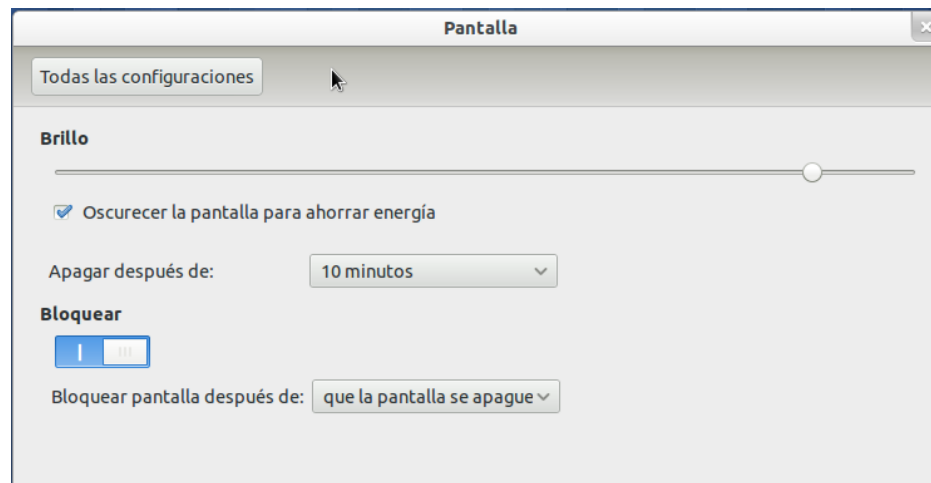 Pantalla
Todas las configuraciones
Brillo
Oscurecer la pantalla para ahorrar energía
Apagar después de: 10 minutos
Bloquear
Bloquear pantalla después de: que la pantalla se apague